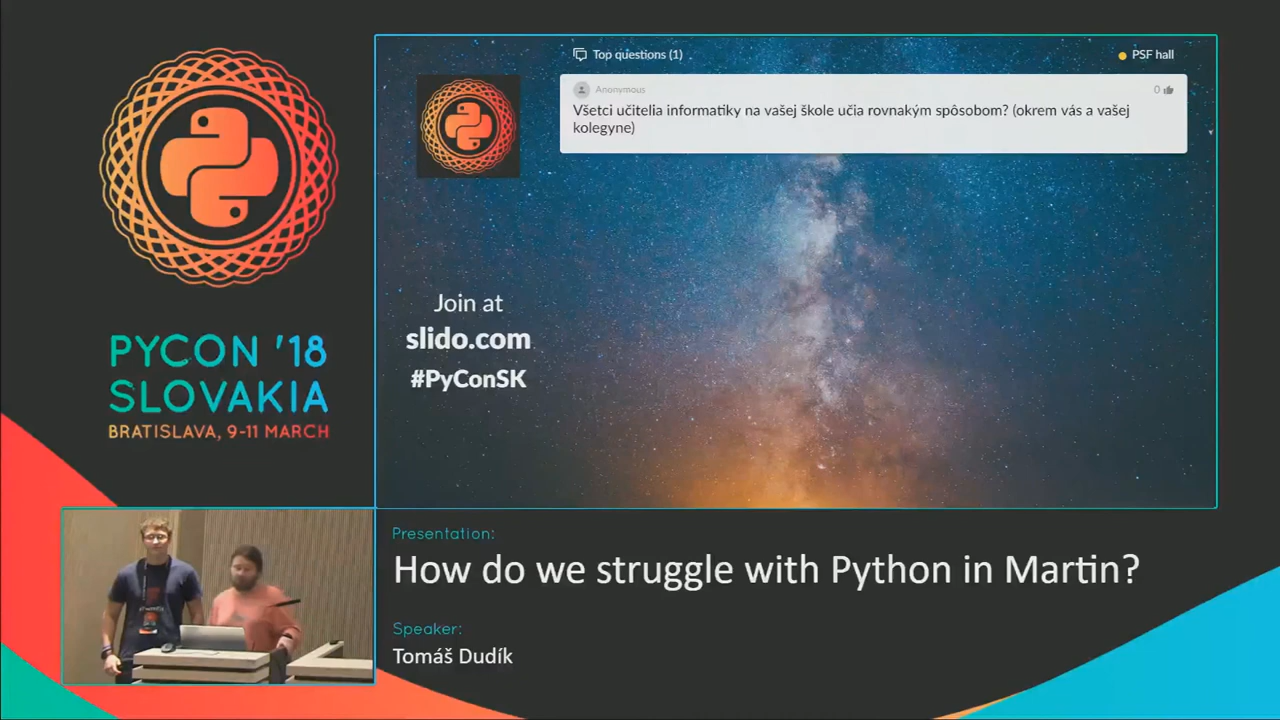 Top questions (1)
PSF hall
Anonymous
0
Všetci učitelia informatiky na vašej škole učia rovnakým spôsobom? (okrem vás a vašej
kolegyne)
Join at
slido.com
#PyConSK
PYCON '18
SLOVAKIA
BRATISLAVA, 9-11 MARCH
Presentation:
How do we struggle with Python in Martin?
Speaker:
Tomáš Dudík